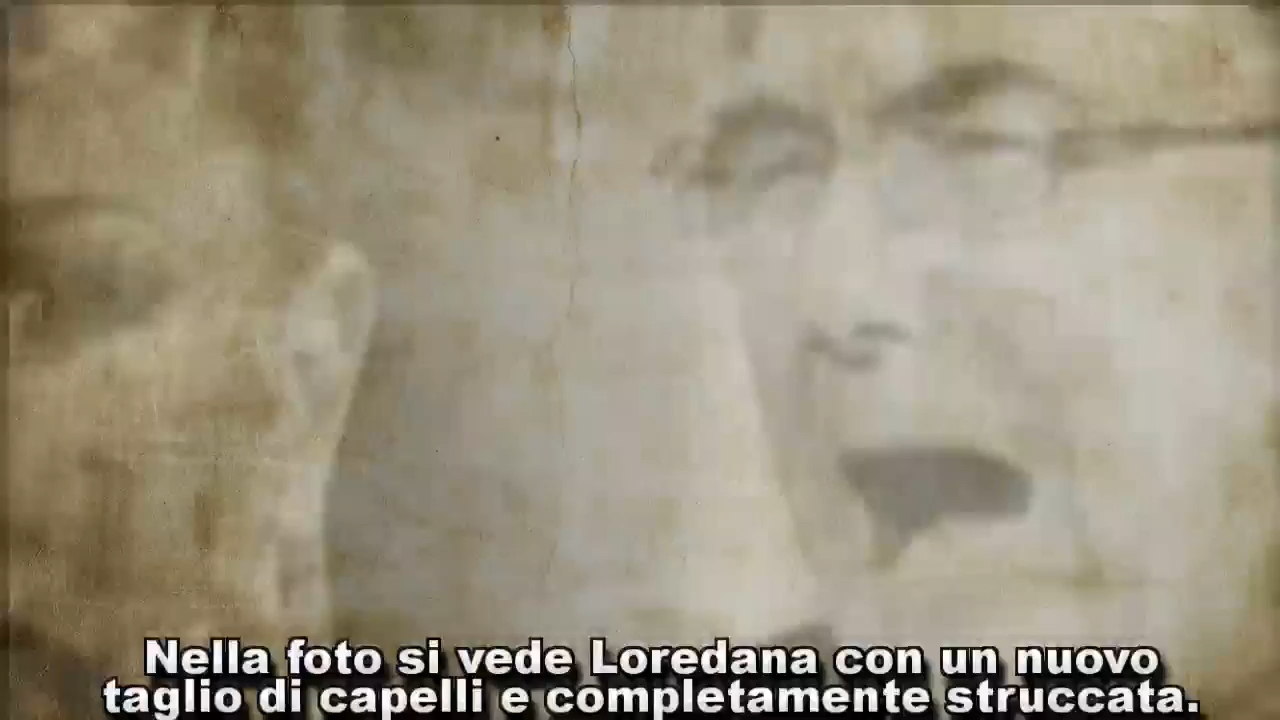 Nella foto si vede Loredana con un nuovo
taglio di capelli e completamente struccata.